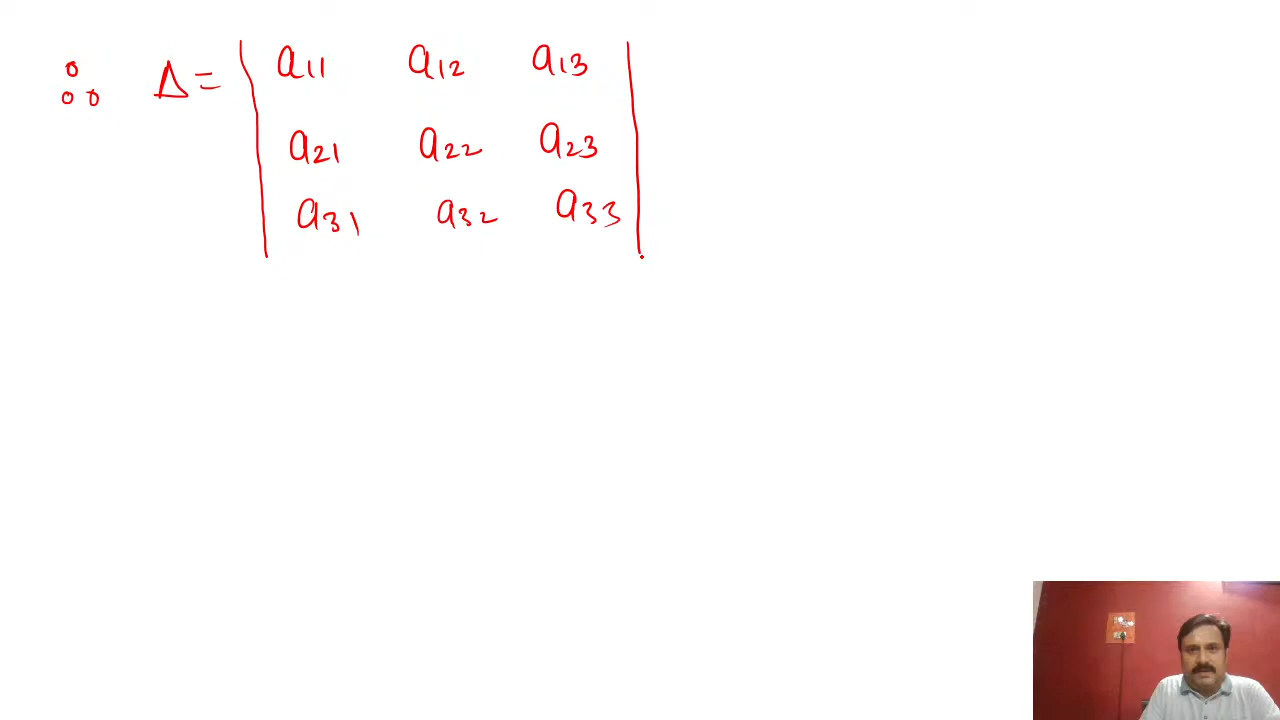 ∴ Δ = | a11 a12 a13 |
| a21 a22 a23 |
| a31 a32 a33 |